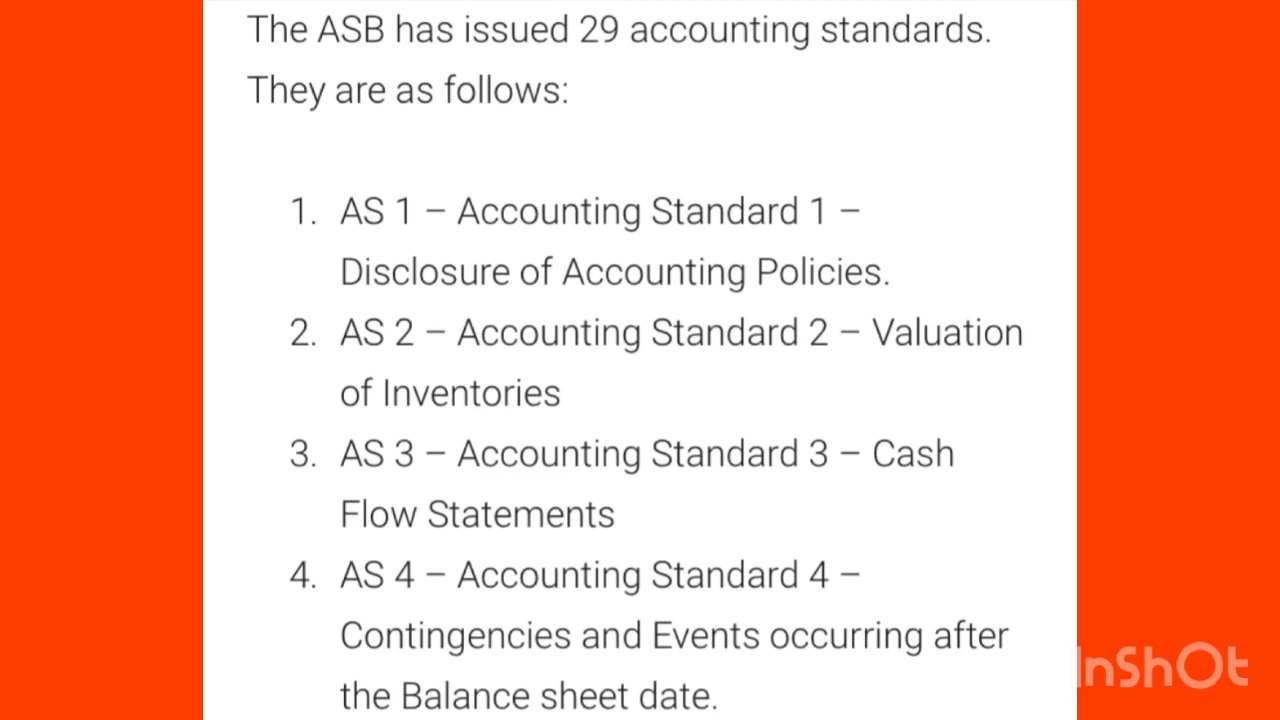 The ASB has issued 29 accounting standards.
They are as follows:
1. AS 1 – Accounting Standard 1 –
Disclosure of Accounting Policies.
2. AS 2 – Accounting Standard 2 – Valuation
of Inventories
3. AS 3 – Accounting Standard 3 – Cash
Flow Statements
4. AS 4 – Accounting Standard 4 –
Contingencies and Events occurring after
the Balance sheet date.
InShOt